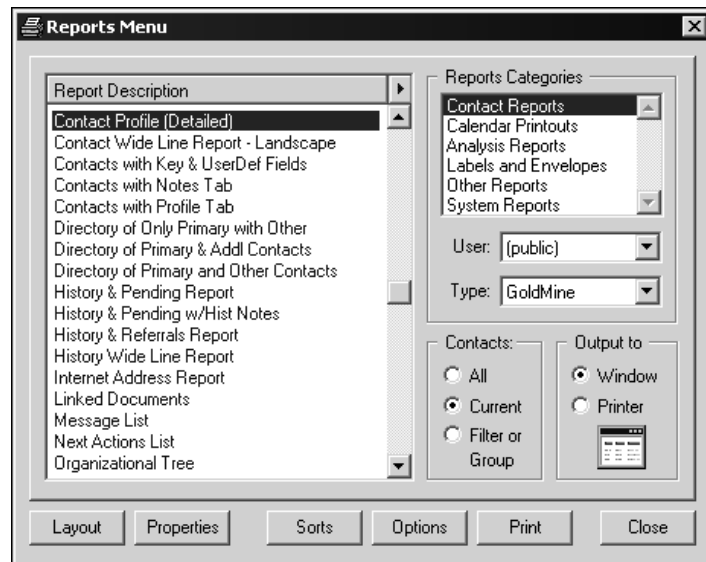 Reports Menu
Report Description
Contact Profile (Detailed)
Contact Wide Line Report - Landscape
Contacts with Key & UserDef Fields
Contacts with Notes Tab
Contacts with Profile Tab
Directory of Only Primary with Other
Directory of Primary & Addl Contacts
Directory of Primary and Other Contacts
History & Pending Report
History & Pending w/Hist Notes
History & Referrals Report
History Wide Line Report
Internet Address Report
Linked Documents
Message List
Next Actions List
Organizational Tree
Reports Categories
Contact Reports
Calendar Printouts
Analysis Reports
Labels and Envelopes
Other Reports
System Reports
User: (public)
Type: GoldMine
Contacts:
All
Current
Filter or
Group
Output to
Window
Printer
Layout Properties Sorts Options Print Close